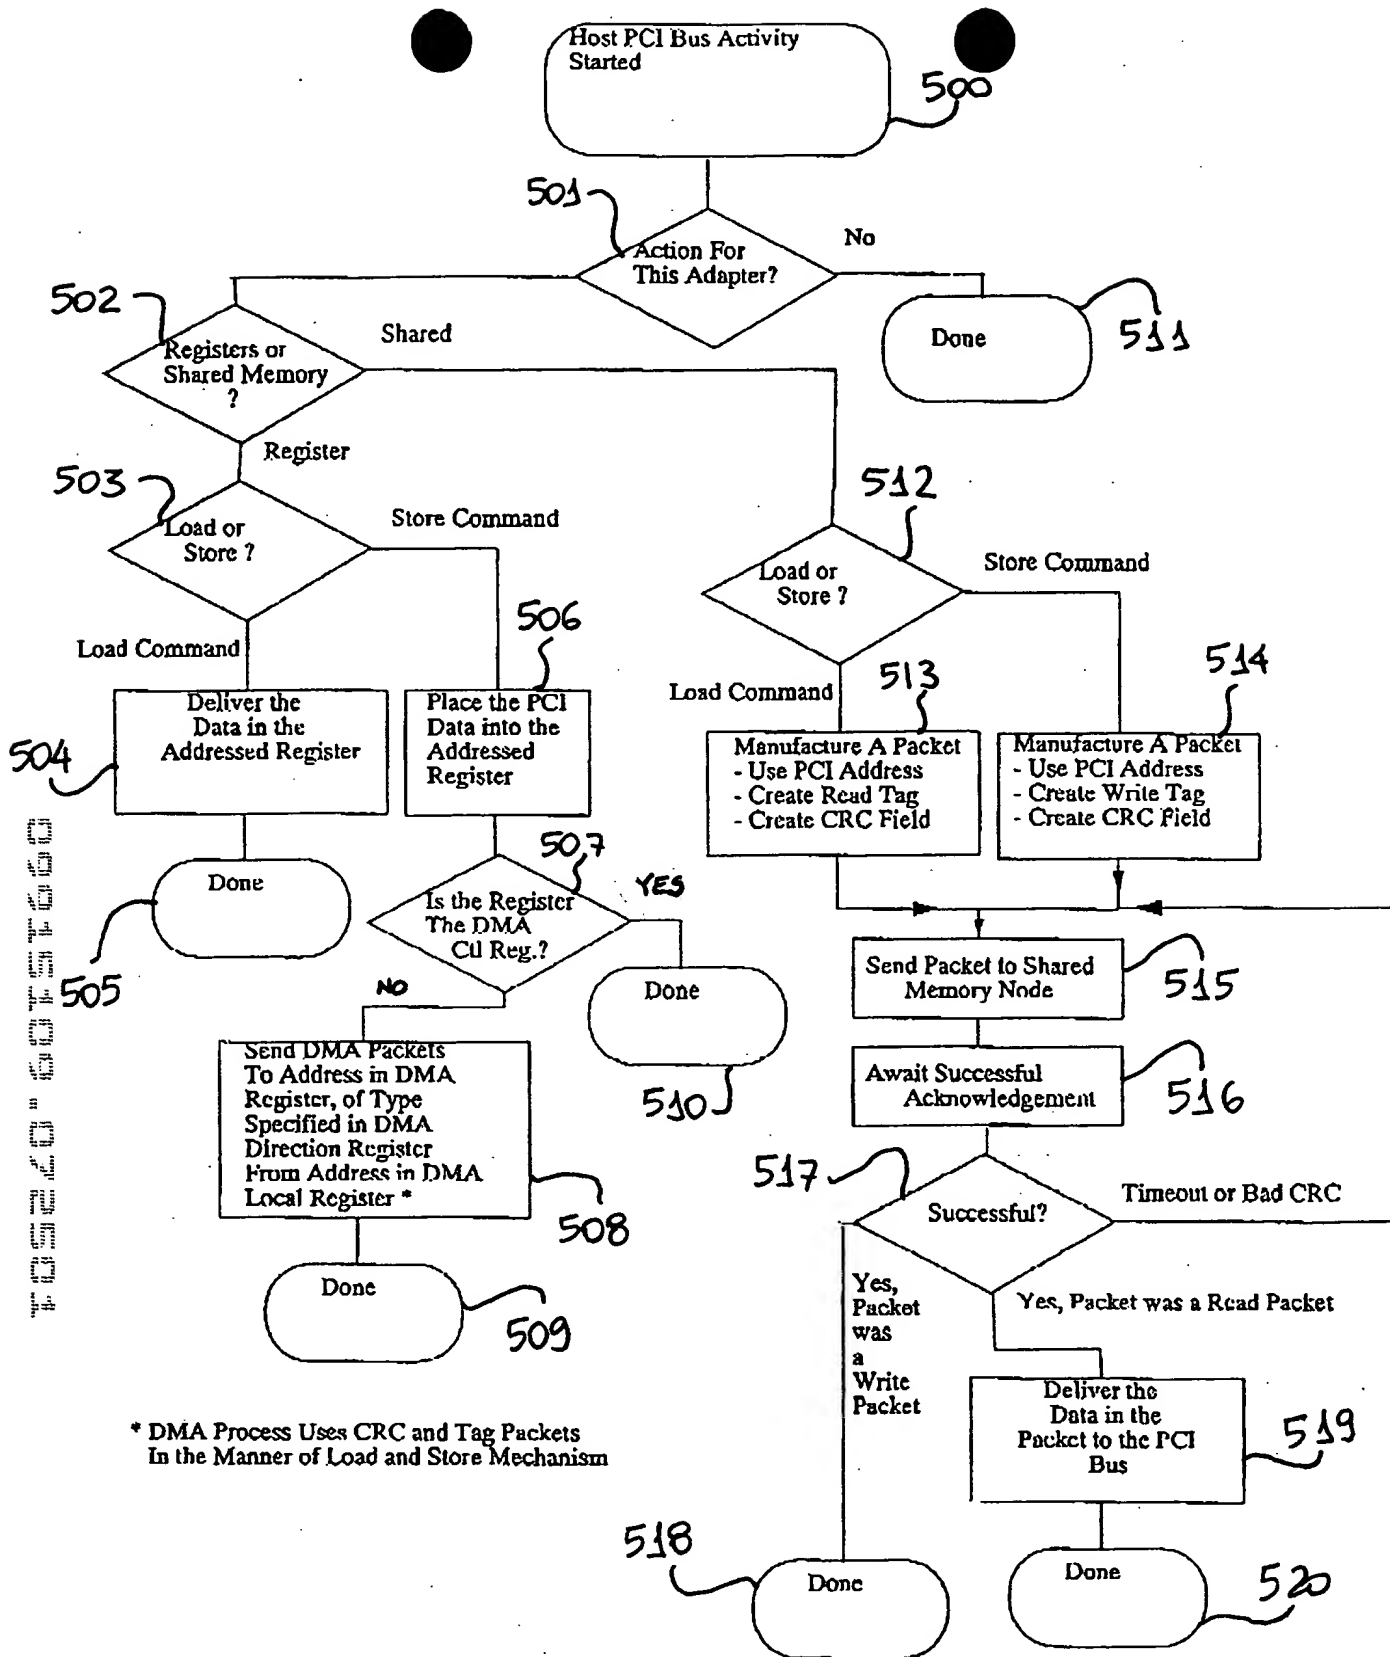 Host PCI Bus Activity
Started
500
501
Action For
This Adapter?
No
Done
511
502
Registers or
Shared Memory
?
Shared
Register
503
Load or
Store ?
Store Command
Load Command
504
Deliver the
Data in the
Addressed Register
505
Done
506
Place the PCI
Data into the
Addressed
Register
507
Is the Register
The DMA
Ctl Reg.?
YES
NO
Done
510
Send DMA Packets
To Address in DMA
Register, of Type
Specified in DMA
Direction Register
From Address in DMA
Local Register *
508
Done
509
* DMA Process Uses CRC and Tag Packets
In the Manner of Load and Store Mechanism
512
Load or
Store ?
Store Command
Load Command
513
Manufacture A Packet
- Use PCI Address
- Create Read Tag
- Create CRC Field
514
Manufacture A Packet
- Use PCI Address
- Create Write Tag
- Create CRC Field
Send Packet to Shared
Memory Node
515
Await Successful
Acknowledgement
516
517
Successful?
Timeout or Bad CRC
Yes,
Packet
was
a
Write
Packet
Yes, Packet was a Read Packet
Deliver the
Data in the
Packet to the PCI
Bus
519
518
Done
Done
520